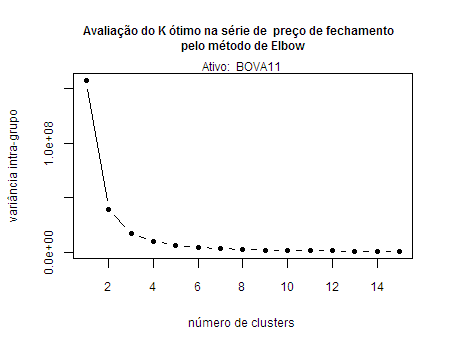 Avaliação do K ótimo na série de  preço de fechamento
pelo método de Elbow
Ativo:  BOVA11
variância intra-grupo
1.0e+08
0.0e+00
2 4 6 8 10 12 14
número de clusters